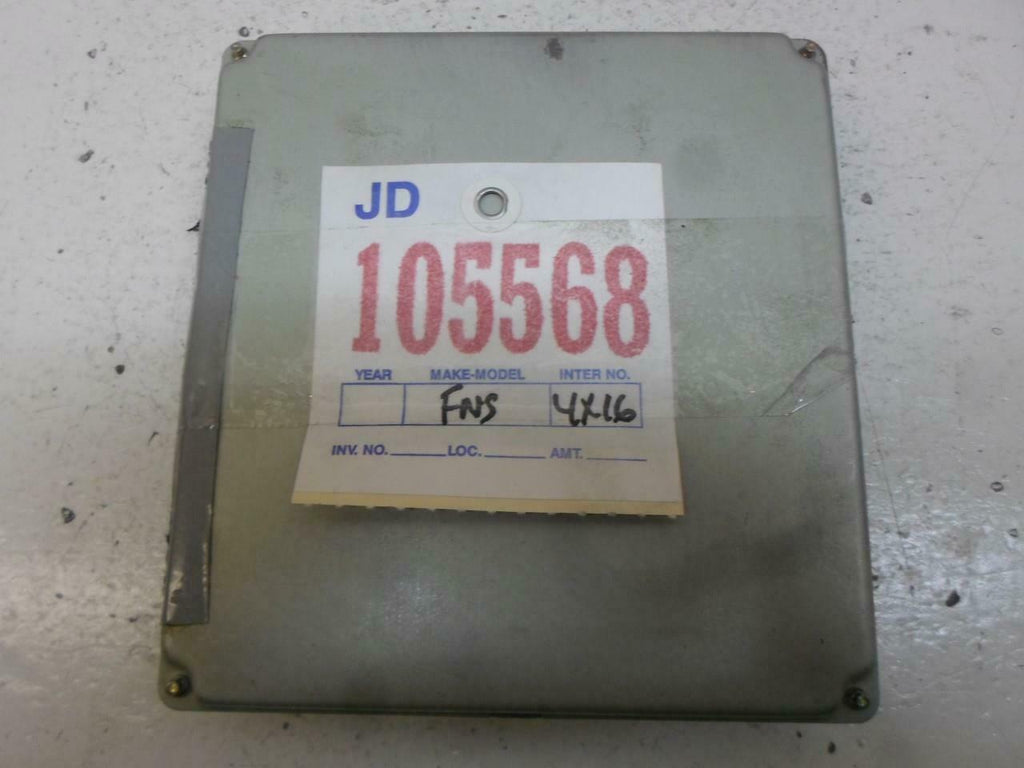 JD
105568
YEAR MAKE-MODEL INTER NO.
FNS 4X16
INV. NO. LOC. AMT.